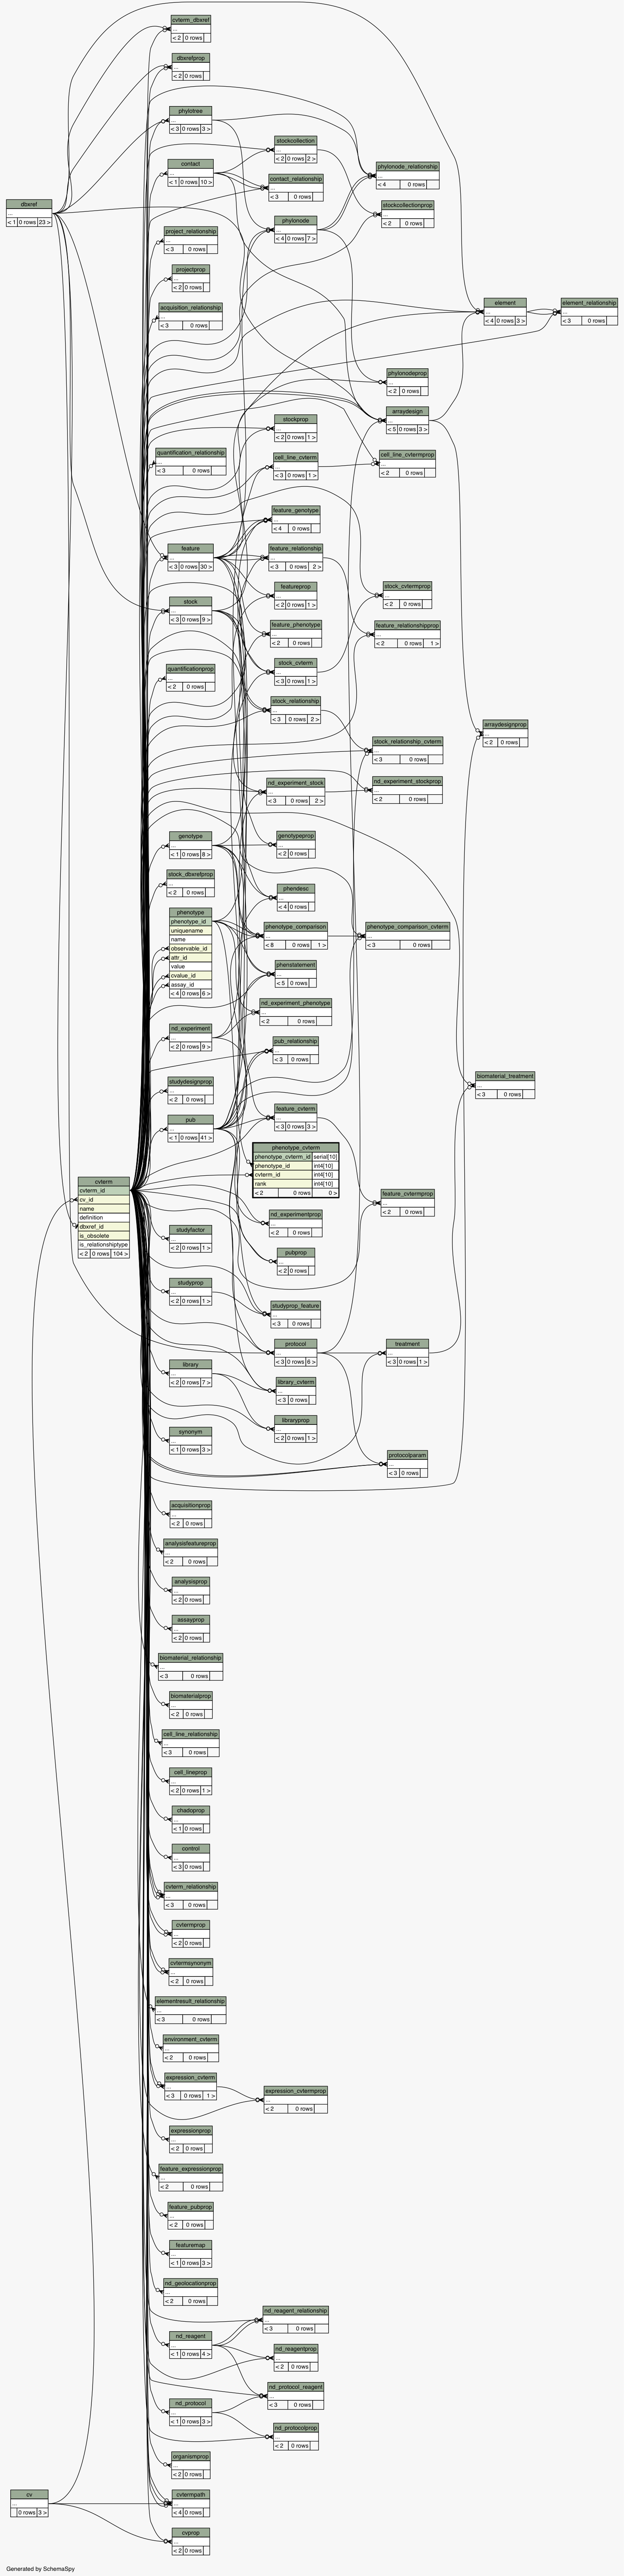 cvterm_dbxref
...
< 2 0 rows
dbxrefprop
...
< 2 0 rows
phylotree
...
< 3 0 rows 3 >
stockcollection
...
< 2 0 rows 2 >
contact
...
< 1 0 rows 10 >
phylonode_relationship
...
< 4 0 rows
contact_relationship
...
< 3 0 rows
dbxref
...
< 1 0 rows 23 >
stockcollectionprop
...
< 2 0 rows
phylonode
...
< 4 0 rows 7 >
project_relationship
...
< 3 0 rows
projectprop
...
< 2 0 rows
acquisition_relationship
...
< 3 0 rows
element
...
< 4 0 rows 3 >
element_relationship
...
< 3 0 rows
phylonodeprop
...
< 2 0 rows
arraydesign
...
< 5 0 rows 3 >
stockprop
...
< 2 0 rows 1 >
quantification_relationship
...
< 3 0 rows
cell_line_cvterm
...
< 3 0 rows 1 >
cell_line_cvtermprop
...
< 2 0 rows
feature_genotype
...
< 4 0 rows
feature
...
< 3 0 rows 30 >
feature_relationship
...
< 3 0 rows 2 >
featureprop
...
< 2 0 rows 1 >
stock_cvtermprop
...
< 2 0 rows
stock
...
< 3 0 rows 9 >
feature_phenotype
...
< 2 0 rows
feature_relationshipprop
...
< 2 0 rows 1 >
quantificationprop
...
< 2 0 rows
stock_cvterm
...
< 3 0 rows 1 >
stock_relationship
...
< 3 0 rows 2 >
arraydesignprop
...
< 2 0 rows
stock_relationship_cvterm
...
< 3 0 rows
nd_experiment_stock
...
< 3 0 rows 2 >
nd_experiment_stockprop
...
< 2 0 rows
genotype
...
< 1 0 rows 8 >
genotypeprop
...
< 2 0 rows
stock_dbxrefprop
...
< 2 0 rows
phendesc
...
< 4 0 rows
phenotype
phenotype_id
uniquename
name
observable_id
attr_id
value
cvalue_id
assay_id
< 4 0 rows 6 >
phenotype_comparison
...
< 8 0 rows 1 >
phenotype_comparison_cvterm
...
< 3 0 rows
phenstatement
...
< 5 0 rows
nd_experiment_phenotype
...
< 2 0 rows
nd_experiment
...
< 2 0 rows 9 >
pub_relationship
...
< 3 0 rows
studydesignprop
...
< 2 0 rows
biomaterial_treatment
...
< 3 0 rows
pub
...
< 1 0 rows 41 >
feature_cvterm
...
< 3 0 rows 3 >
phenotype_cvterm
phenotype_cvterm_id serial[10]
phenotype_id int4[10]
cvterm_id int4[10]
rank int4[10]
< 2 0 rows 0 >
cvterm
cvterm_id
cv_id
name
definition
dbxref_id
is_obsolete
is_relationshiptype
< 2 0 rows 104 >
feature_cvtermprop
...
< 2 0 rows
nd_experimentprop
...
< 2 0 rows
studyfactor
...
< 2 0 rows 1 >
pubprop
...
< 2 0 rows
studyprop
...
< 2 0 rows 1 >
studyprop_feature
...
< 3 0 rows
protocol
...
< 3 0 rows 6 >
treatment
...
< 3 0 rows 1 >
library
...
< 2 0 rows 7 >
library_cvterm
...
< 3 0 rows
libraryprop
...
< 2 0 rows 1 >
synonym
...
< 1 0 rows 3 >
protocolparam
...
< 3 0 rows
acquisitionprop
...
< 2 0 rows
analysisfeatureprop
...
< 2 0 rows
analysisprop
...
< 2 0 rows
assayprop
...
< 2 0 rows
biomaterial_relationship
...
< 3 0 rows
biomaterialprop
...
< 2 0 rows
cell_line_relationship
...
< 3 0 rows
cell_lineprop
...
< 2 0 rows 1 >
chadoprop
...
< 1 0 rows
control
...
< 3 0 rows
cvterm_relationship
...
< 3 0 rows
cvtermprop
...
< 2 0 rows
cvtermsynonym
...
< 2 0 rows
elementresult_relationship
...
< 3 0 rows
environment_cvterm
...
< 2 0 rows
expression_cvterm
...
< 3 0 rows 1 >
expression_cvtermprop
...
< 2 0 rows
expressionprop
...
< 2 0 rows
feature_expressionprop
...
< 2 0 rows
feature_pubprop
...
< 2 0 rows
featuremap
...
< 1 0 rows 3 >
nd_geolocationprop
...
< 2 0 rows
nd_reagent_relationship
...
< 3 0 rows
nd_reagent
...
< 1 0 rows 4 >
nd_reagentprop
...
< 2 0 rows
nd_protocol_reagent
...
< 3 0 rows
nd_protocol
...
< 1 0 rows 3 >
nd_protocolprop
...
< 2 0 rows
organismprop
...
< 2 0 rows
cv
...
0 rows 3 >
cvtermpath
...
< 4 0 rows
cvprop
...
< 2 0 rows
Generated by SchemaSpy